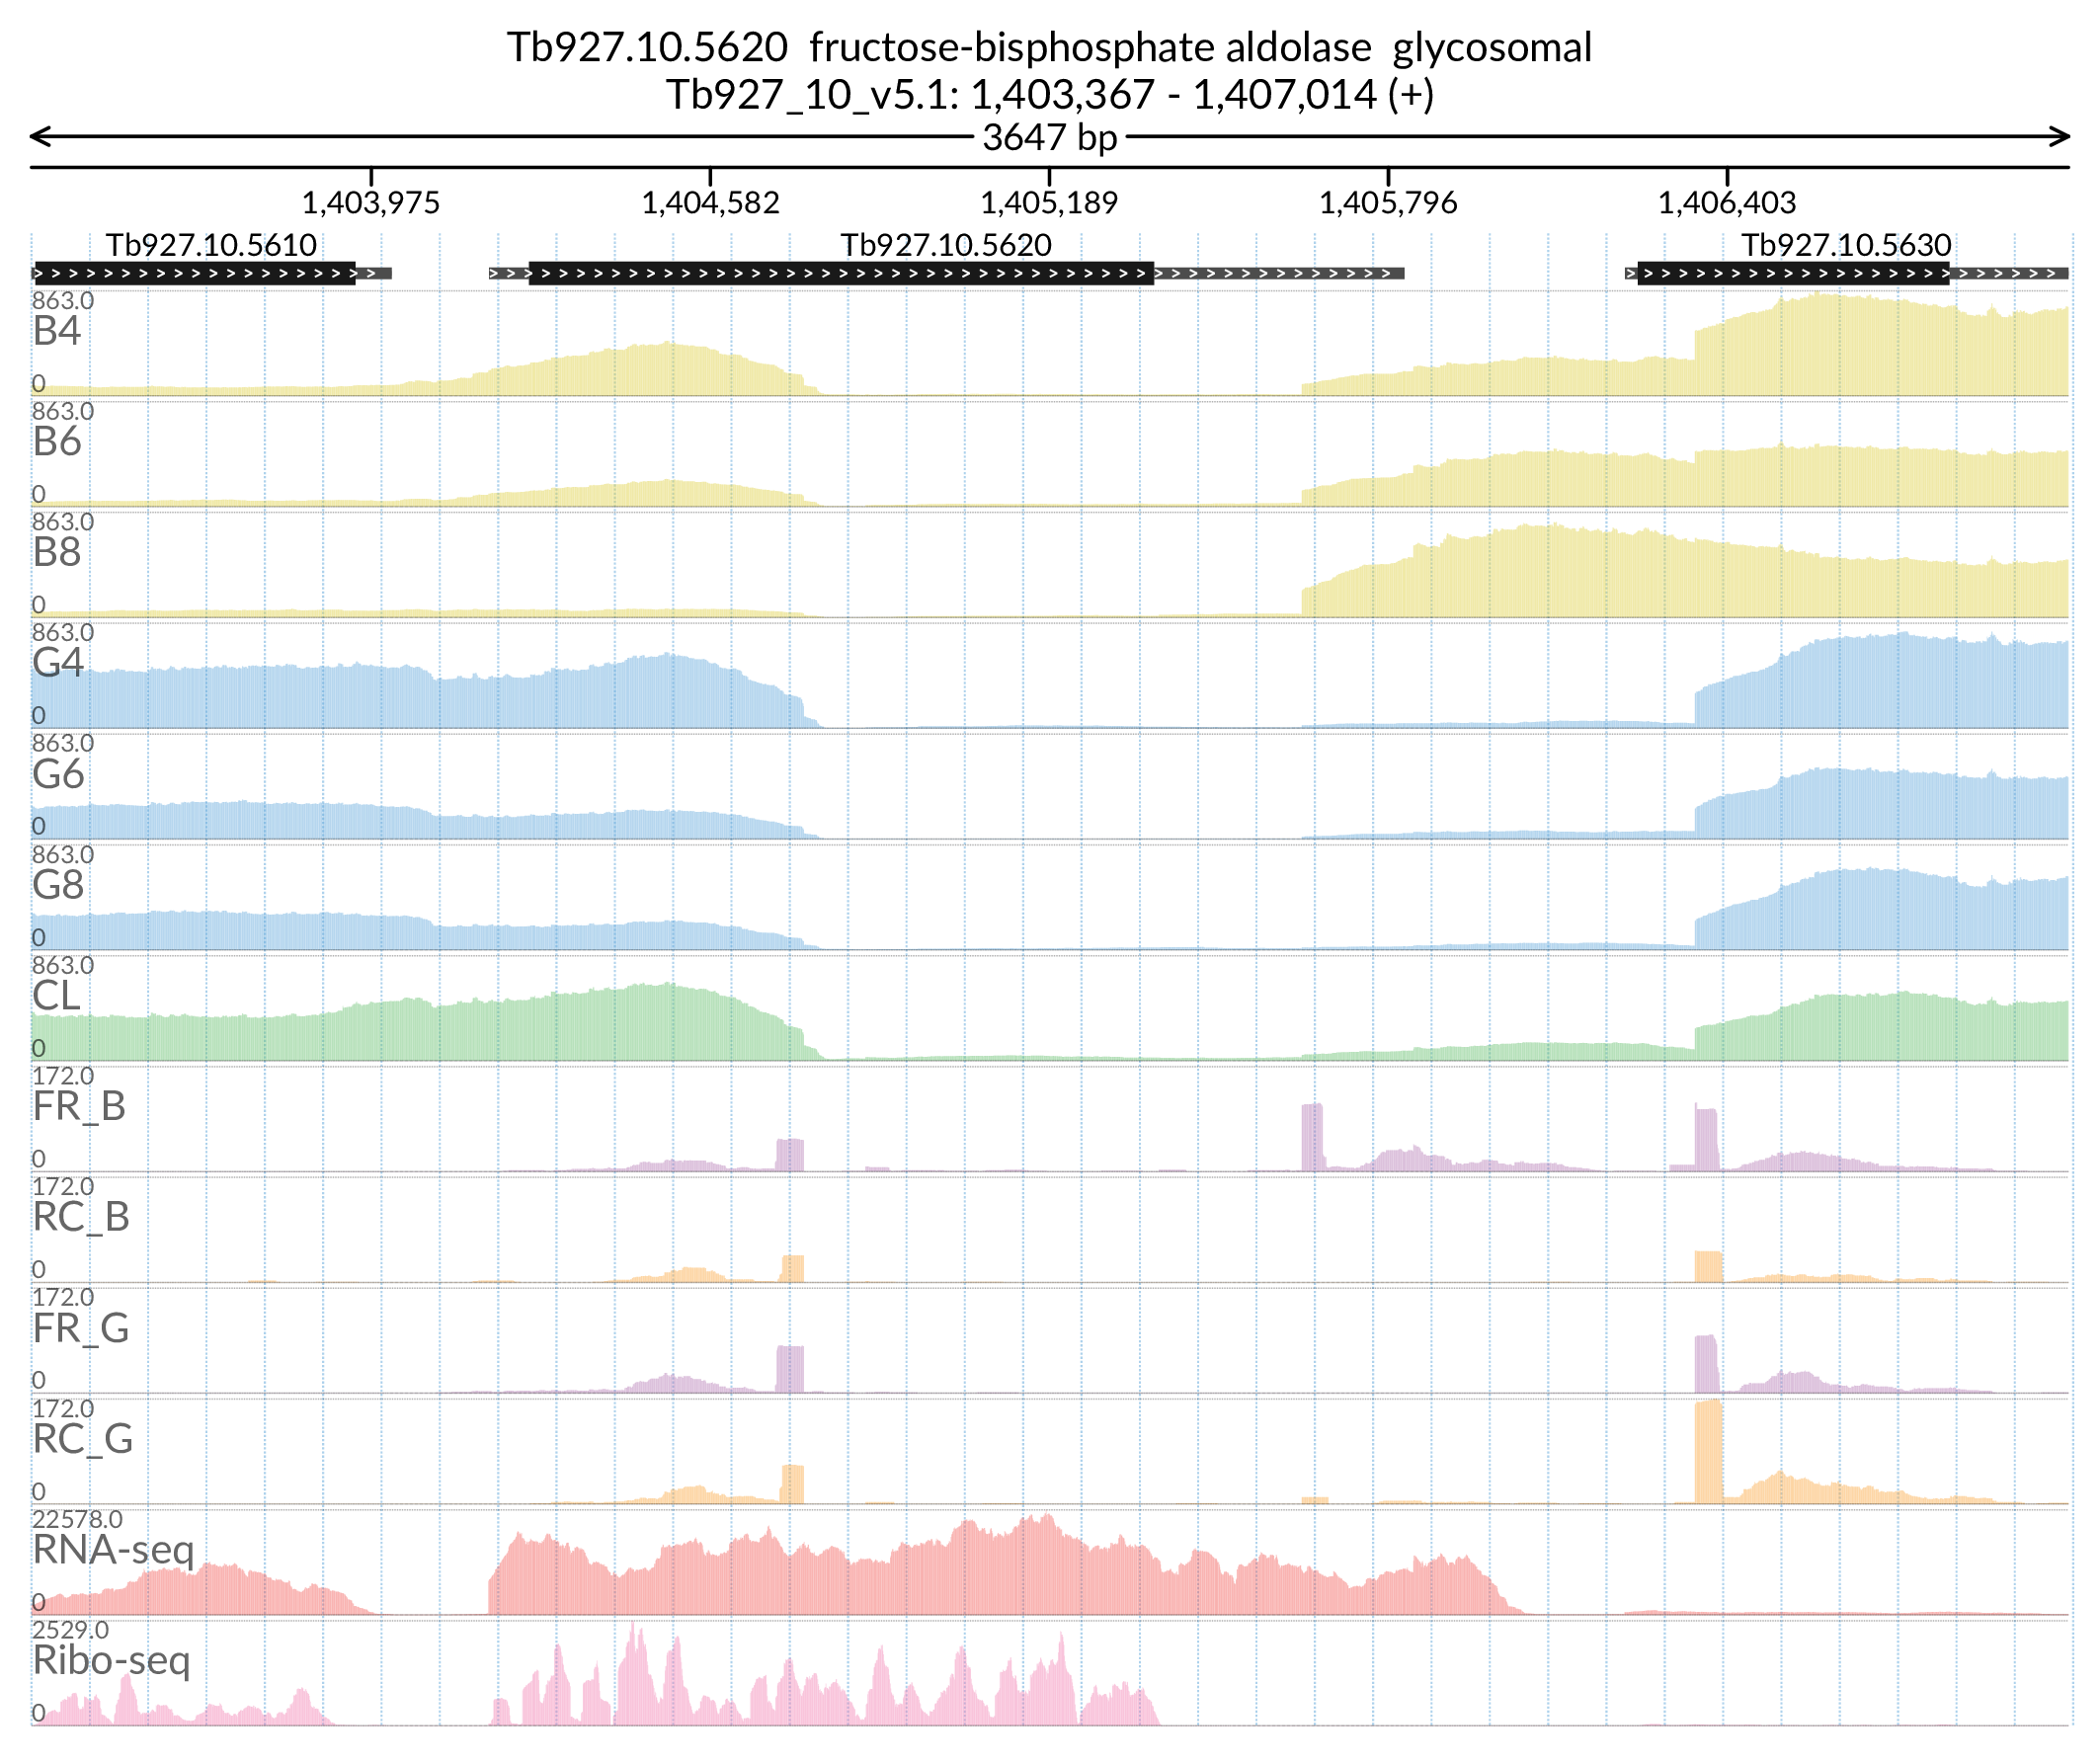 Tb927.10.5620 fructose-bisphosphate aldolase glycosomal
Tb927_10_v5.1: 1,403,367 - 1,407,014 (+)
3647 bp
1,403,975 1,404,582 1,405,189 1,405,796 1,406,403
Tb927.10.5610 Tb927.10.5620 Tb927.10.5630
863.0
B4
0
863.0
B6
0
863.0
B8
0
863.0
G4
0
863.0
G6
0
863.0
G8
0
863.0
CL
0
172.0
FR_B
0
172.0
RC_B
0
172.0
FR_G
0
172.0
RC_G
0
22578.0
RNA-seq
0
2529.0
Ribo-seq
0